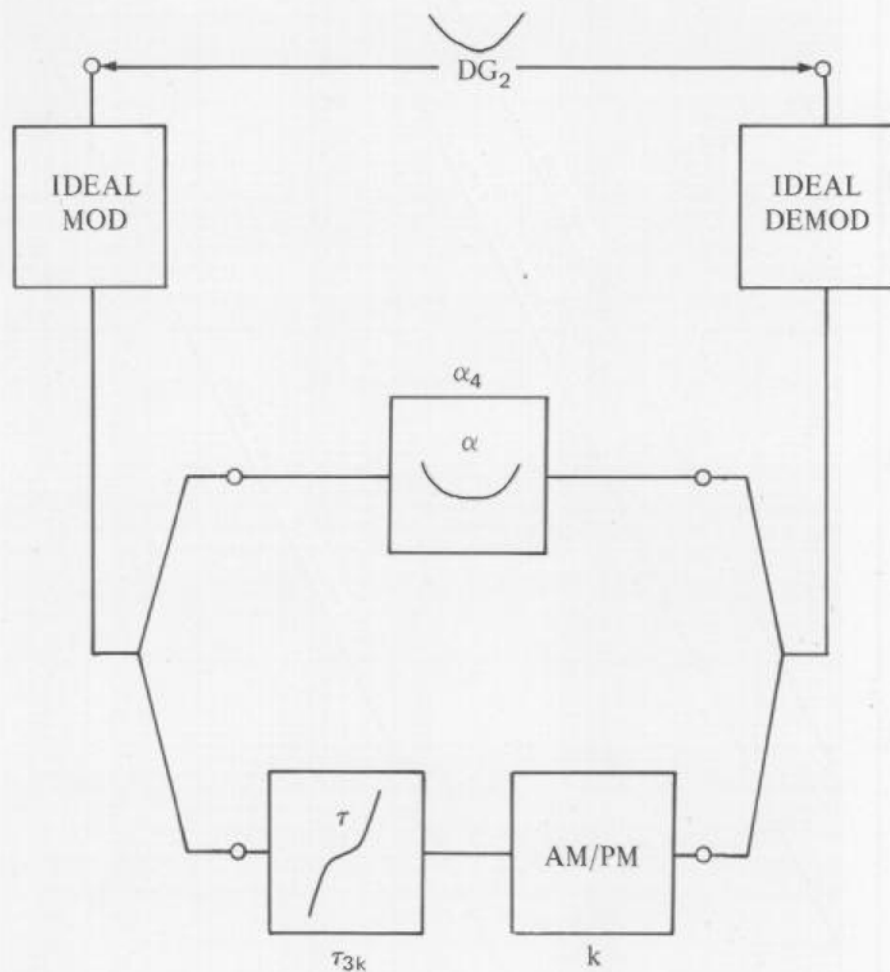 DG₂
IDEAL
MOD
IDEAL
DEMOD
α₄
α
τ
AM/PM
τ₃ₖ
k